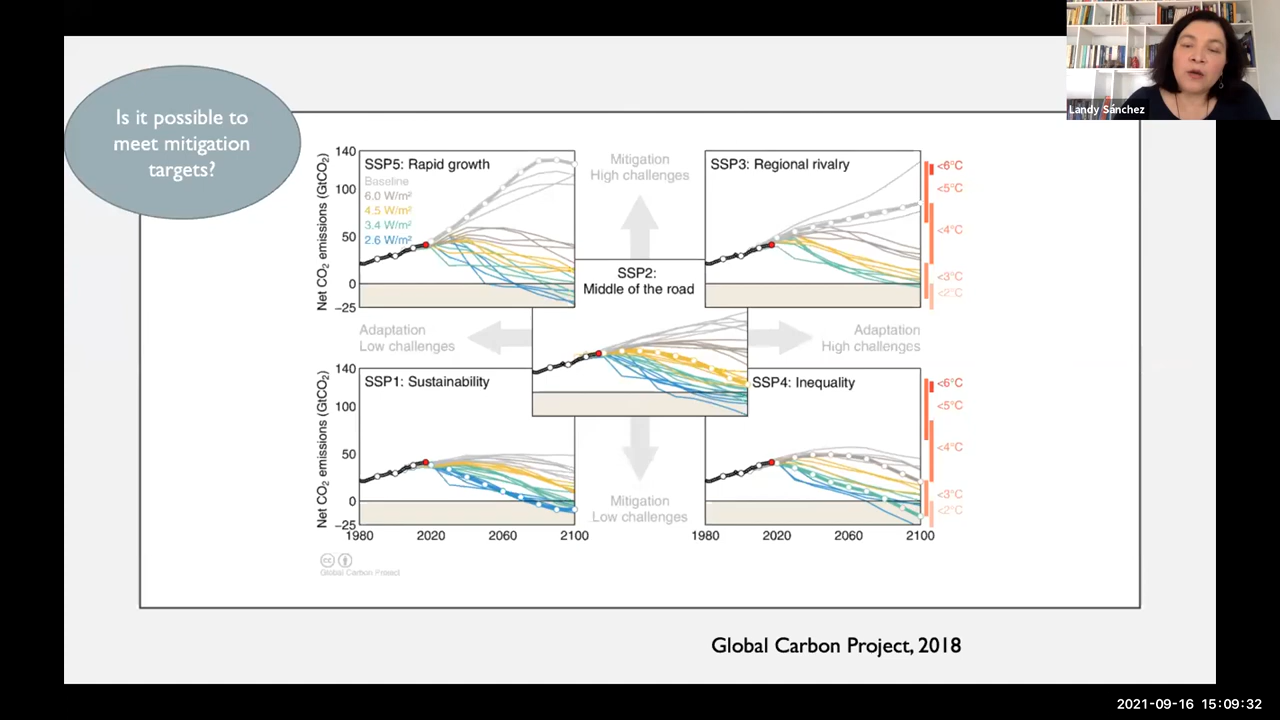 Landy Sánchez
Is it possible to
meet mitigation
targets?
SSP5: Rapid growth
Baseline
6.0 W/m²
4.5 W/m²
3.4 W/m²
2.6 W/m²
Net CO₂ emissions (GtCO₂)
140
100
50
0
−25
Mitigation
High challenges
SSP3: Regional rivalry
<6°C
<5°C
<4°C
<3°C
<2°C
SSP2:
Middle of the road
Adaptation
Low challenges
Adaptation
High challenges
SSP1: Sustainability
Net CO₂ emissions (GtCO₂)
140
100
50
0
−25
1980
2020
2060
2100
Mitigation
Low challenges
SSP4: Inequality
<6°C
<5°C
<4°C
<3°C
<2°C
1980
2020
2060
2100
cc
Global Carbon Project
Global Carbon Project, 2018
2021-09-16 15:09:32